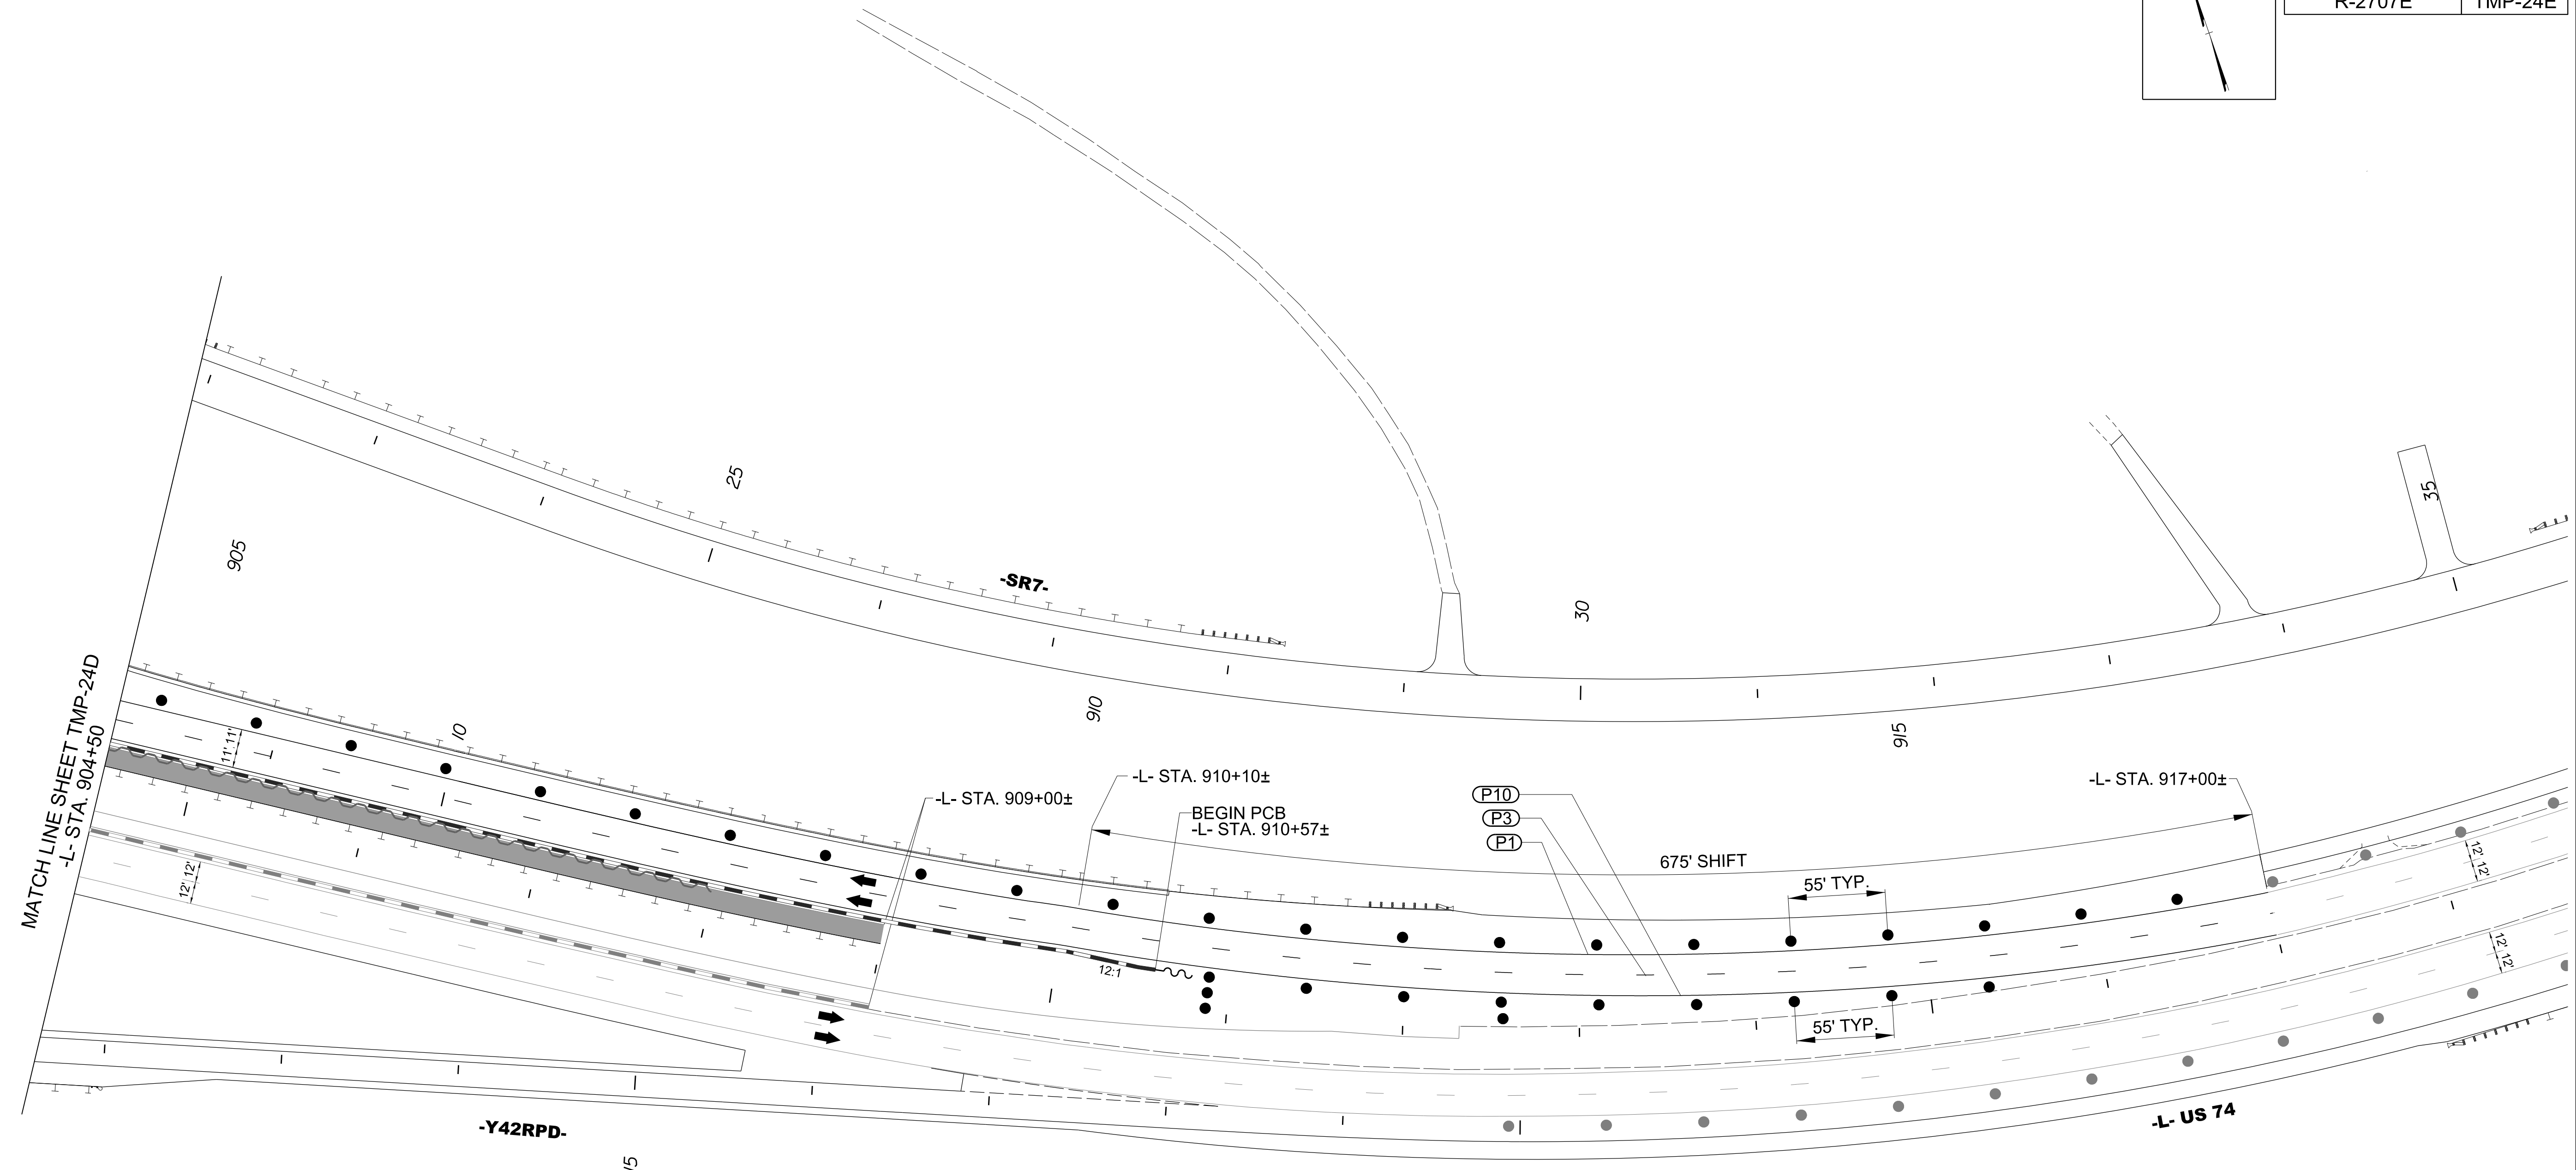 R-2707E
TMP-24E
MATCH LINE SHEET TMP-24D
-L- STA. 904+50
905
25
-SR7-
30
35
10
910
915
11' 11'
12' 12'
-L- STA. 909+00±
-L- STA. 910+10±
BEGIN PCB
-L- STA. 910+57±
12:1
P10
P3
P1
675' SHIFT
55' TYP.
55' TYP.
-L- STA. 917+00±
12' 12'
12' 12'
-Y42RPD-
-L- US 74